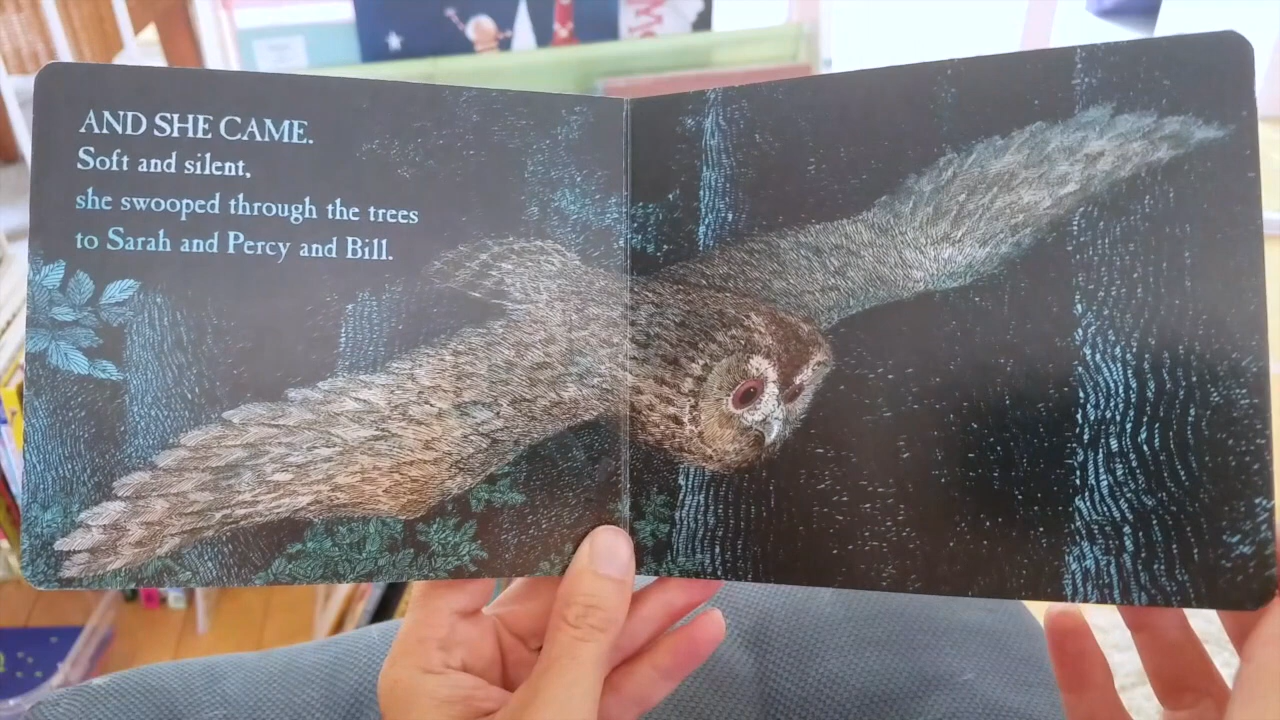 AND SHE CAME.
Soft and silent,
she swooped through the trees
to Sarah and Percy and Bill.